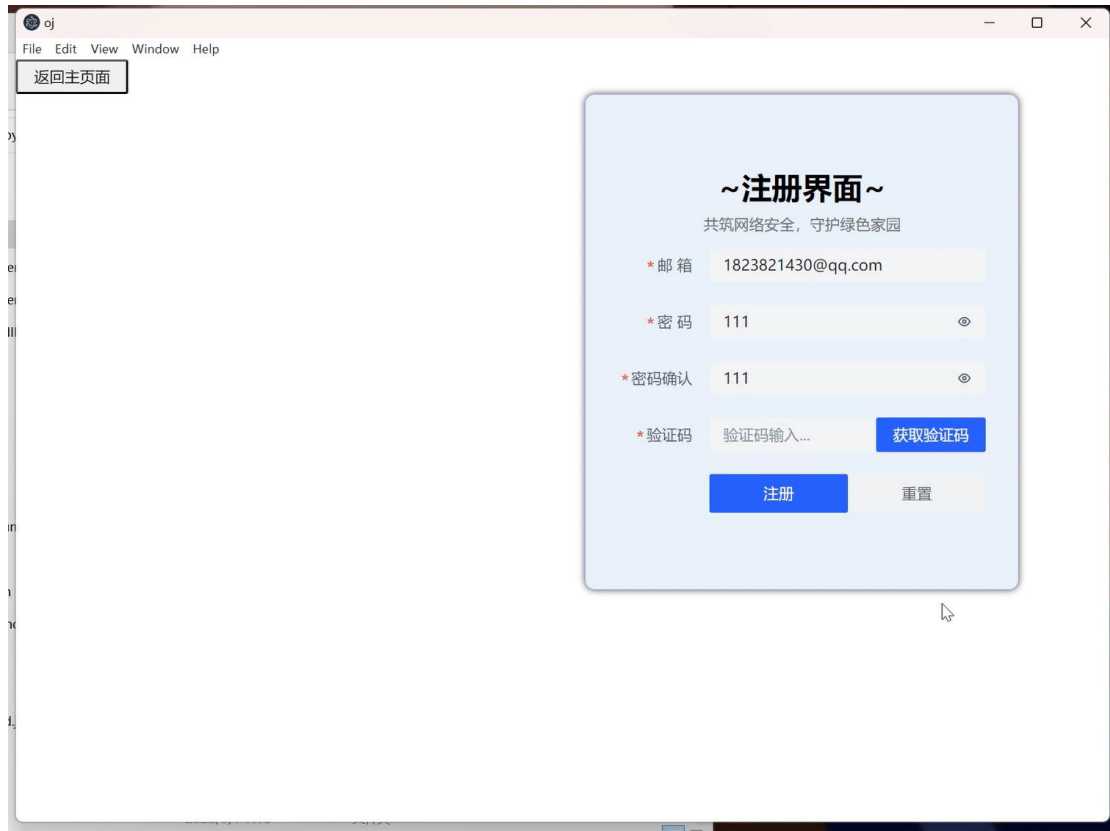 oj
File Edit View Window Help
返回主页面
~注册界面~
共筑网络安全，守护绿色家园
*邮 箱 1823821430@qq.com
*密 码 111
*密码确认 111
*验证码 验证码输入... 获取验证码
注册 重置